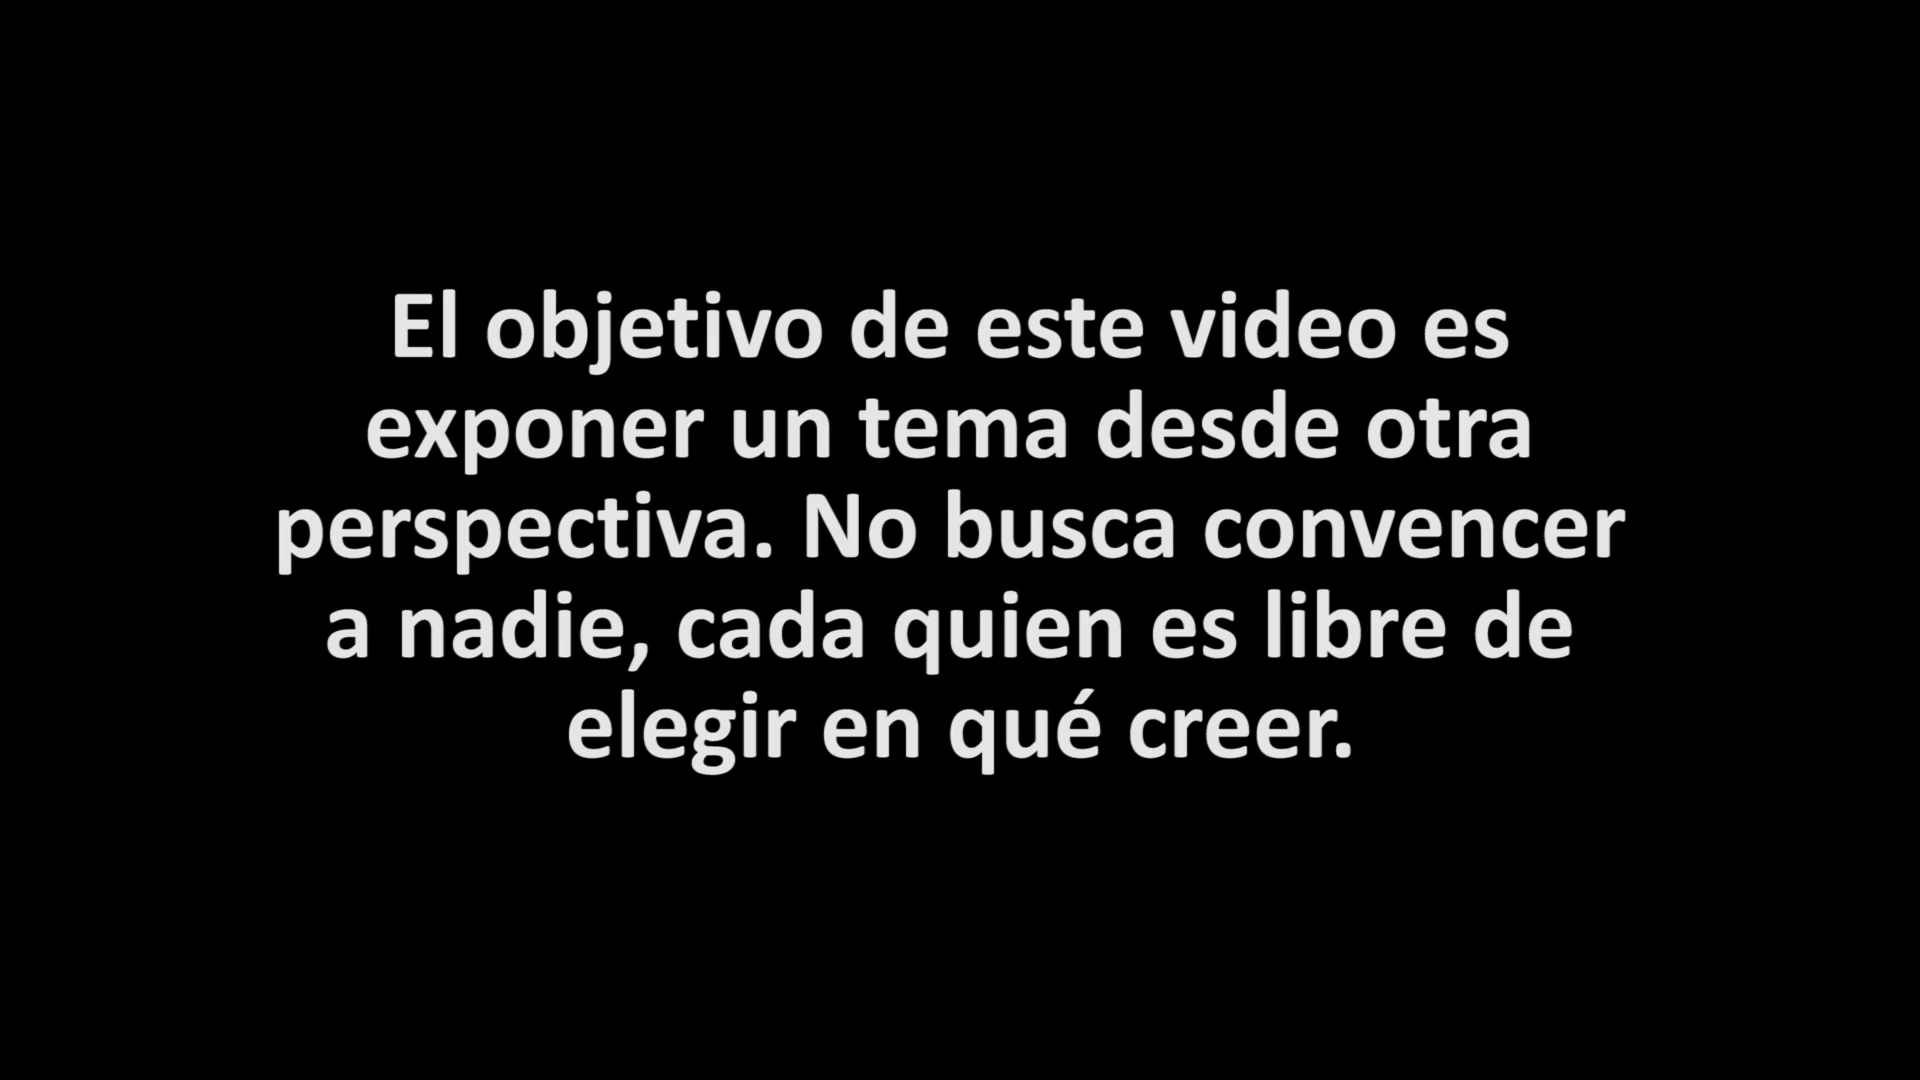 El objetivo de este video es
exponer un tema desde otra
perspectiva. No busca convencer
a nadie, cada quien es libre de
elegir en qué creer.